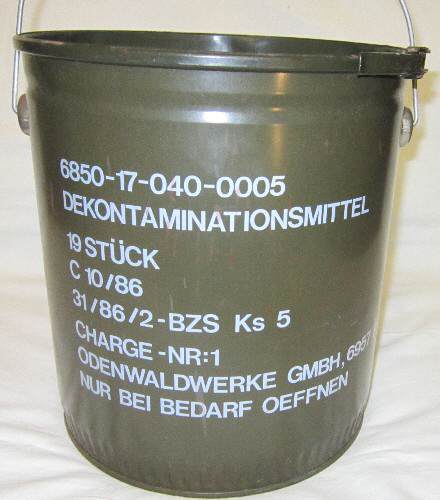 6850-17-040-0005
DEKONTAMINATIONSMITTEL
19 STÜCK
C 10/86
31/86/2-BZS Ks 5
CHARGE-NR:1
ODENWALDWERKE GMBH, 6957
NUR BEI BEDARF OEFFNEN